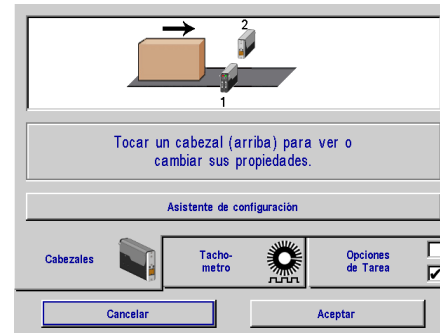 2
1
Tocar un cabezal (arriba) para ver o
cambiar sus propiedades.
Asistente de configuraciòn
Cabezales
Tacho-
metro
Opciones
de Tarea
Cancelar
Aceptar